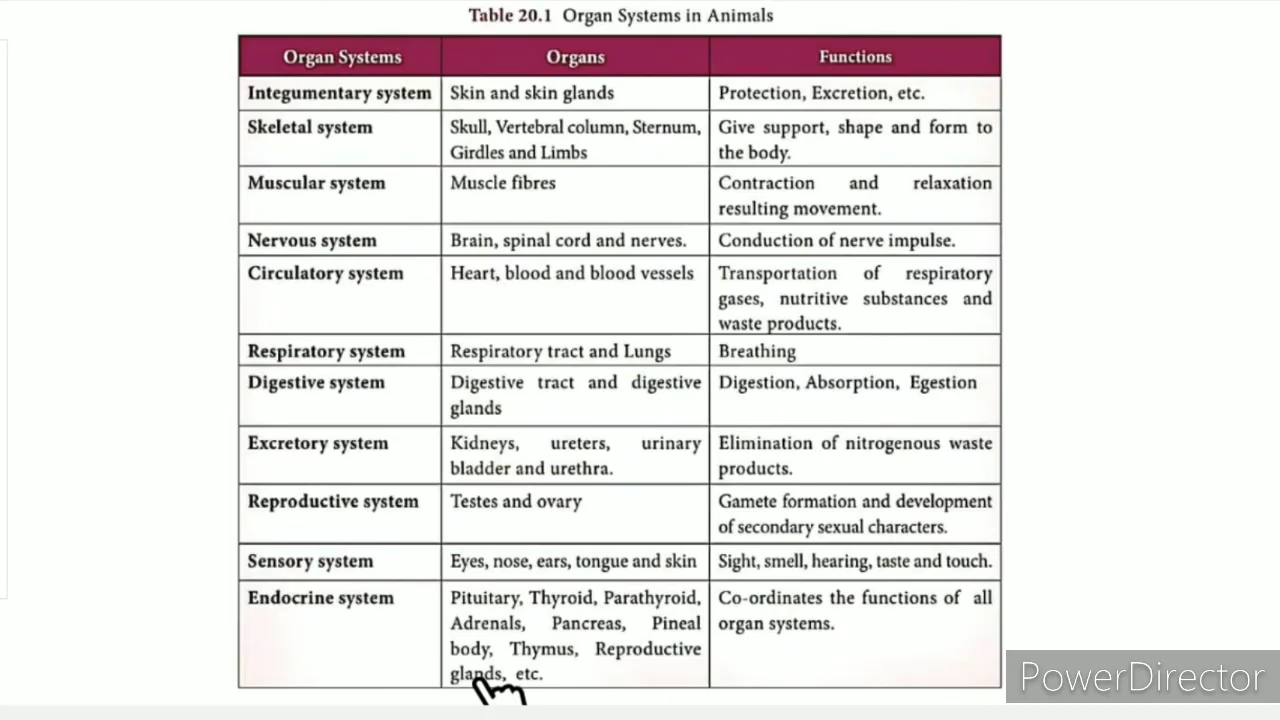 Table 20.1 Organ Systems in Animals
Organ Systems Organs Functions
Integumentary system Skin and skin glands Protection, Excretion, etc.
Skeletal system Skull, Vertebral column, Sternum, Give support, shape and form to
Girdles and Limbs the body.
Muscular system Muscle fibres Contraction and relaxation
resulting movement.
Nervous system Brain, spinal cord and nerves. Conduction of nerve impulse.
Circulatory system Heart, blood and blood vessels Transportation of respiratory
gases, nutritive substances and
waste products.
Respiratory system Respiratory tract and Lungs Breathing
Digestive system Digestive tract and digestive Digestion, Absorption, Egestion
glands
Excretory system Kidneys, ureters, urinary Elimination of nitrogenous waste
bladder and urethra. products.
Reproductive system Testes and ovary Gamete formation and development
of secondary sexual characters.
Sensory system Eyes, nose, ears, tongue and skin Sight, smell, hearing, taste and touch.
Endocrine system Pituitary, Thyroid, Parathyroid, Co-ordinates the functions of all
Adrenals, Pancreas, Pineal organ systems.
body, Thymus, Reproductive
glands, etc.
PowerDirector